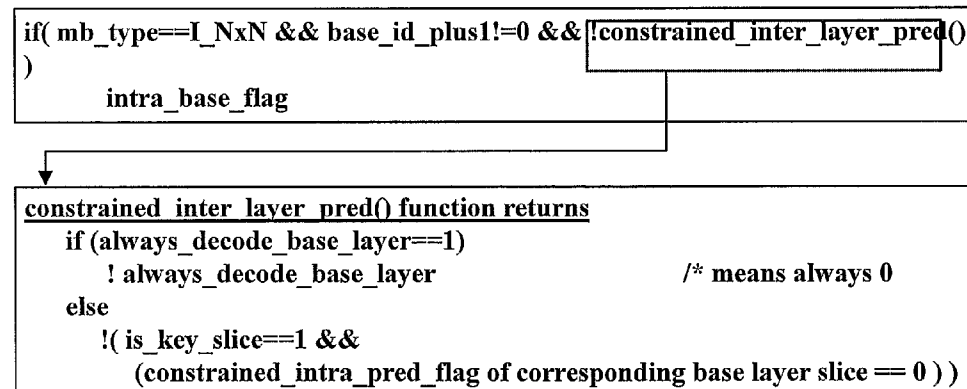 if( mb_type==I_NxN && base_id_plus1!=0 && !constrained_inter_layer_pred()
)
intra_base_flag
constrained_inter_layer_pred() function returns
if (always_decode_base_layer==1)
! always_decode_base_layer /* means always 0
else
!( is_key_slice==1 &&
(constrained_intra_pred_flag of corresponding base layer slice == 0 ) )